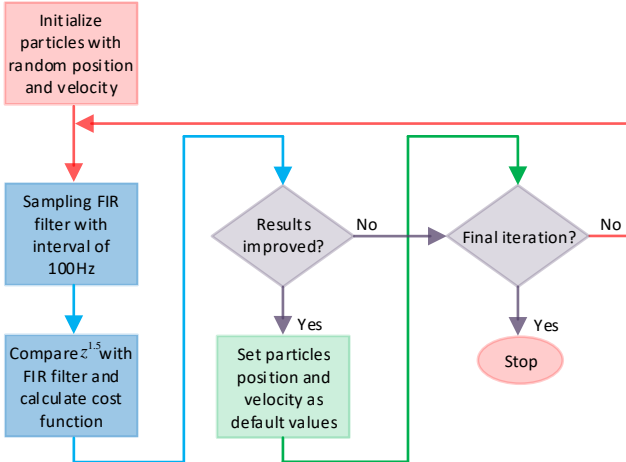 Initialize
particles with
random position
and velocity
Sampling FIR
filter with
interval of
100Hz
Compare z^1.5 with
FIR filter and
calculate cost
function
Results
improved?
No
Yes
Set particles
position and
velocity as
default values
Final iteration?
No
Yes
Stop